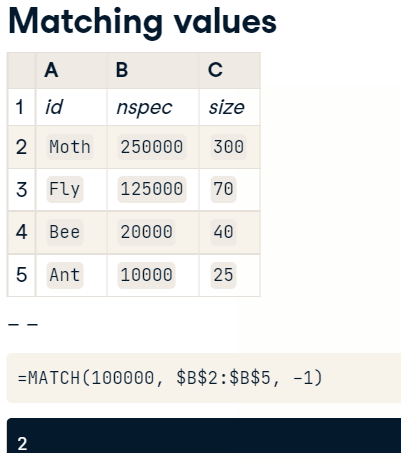 Matching values
A B C
1 id nspec size
2 Moth 250000 300
3 Fly 125000 70
4 Bee 20000 40
5 Ant 10000 25
– –
=MATCH(100000, $B$2:$B$5, -1)
2